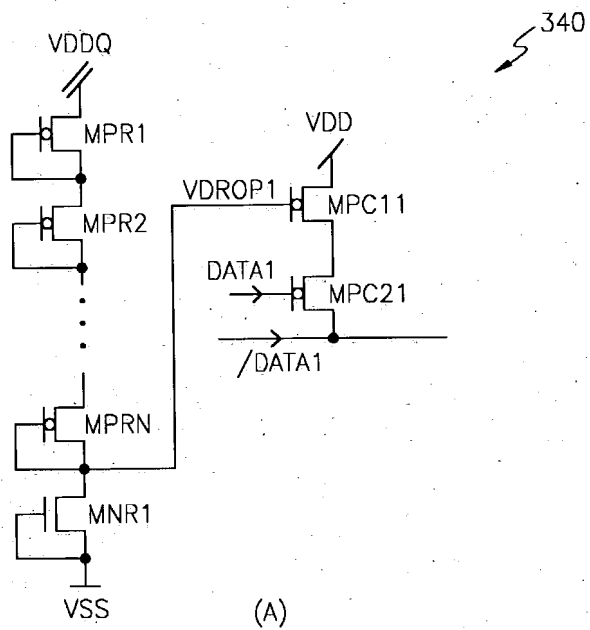 340
VDDQ
MPR1
VDD
VDROP1
MPC11
MPR2
DATA1
MPC21
/DATA1
MPRN
MNR1
VSS
(A)